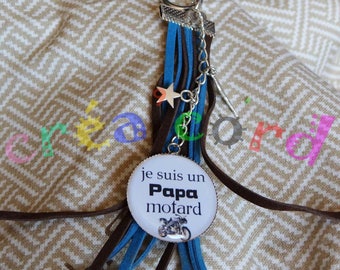 créa cord
je suis un
Papa
motard